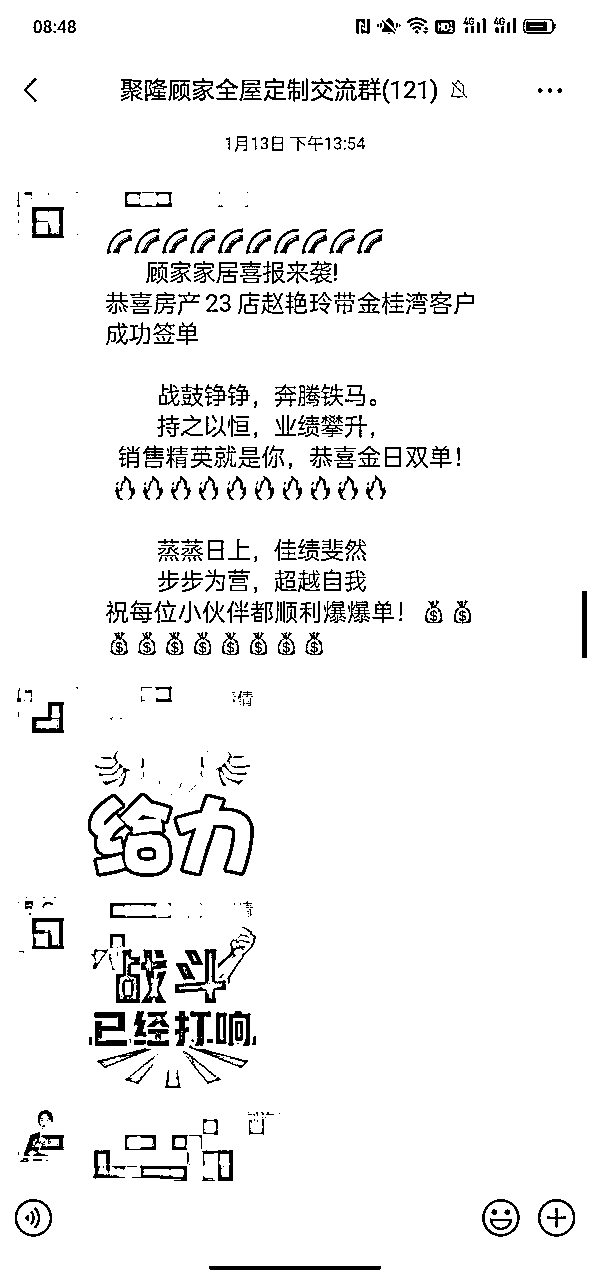 08:48
聚隆顾家全屋定制交流群(121)
1月13日 下午13:54
顾家家居喜报来袭!
恭喜房产23店赵艳玲带金桂湾客户
成功签单
战鼓铮铮，奔腾铁马。
持之以恒，业绩攀升，
销售精英就是你，恭喜金日双单！
蒸蒸日上，佳绩斐然
步步为营，超越自我
祝每位小伙伴都顺利爆爆单！
给力
战斗
已经打响